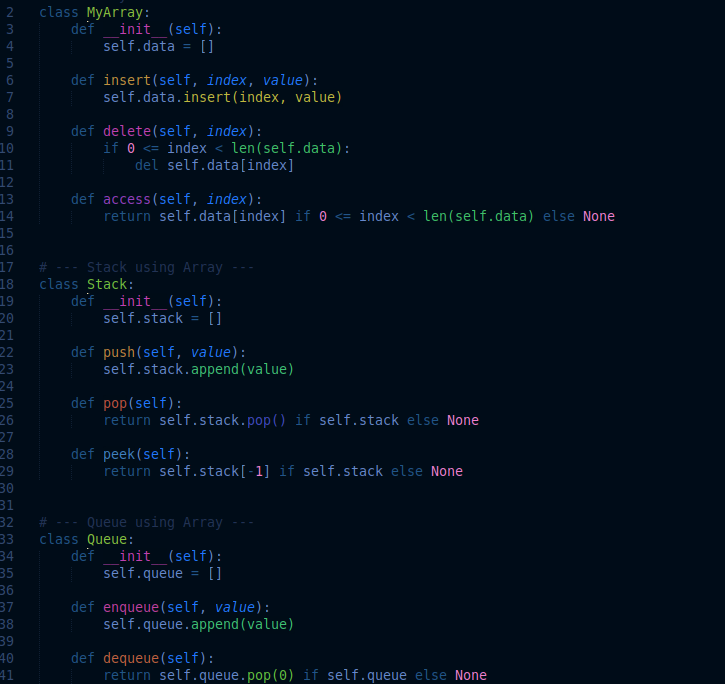 2 class MyArray:
3     def __init__(self):
4         self.data = []
5
6     def insert(self, index, value):
7         self.data.insert(index, value)
8
9     def delete(self, index):
10         if 0 <= index < len(self.data):
11             del self.data[index]
12
13     def access(self, index):
14         return self.data[index] if 0 <= index < len(self.data) else None
15
16
17 # --- Stack using Array ---
18 class Stack:
19     def __init__(self):
20         self.stack = []
21
22     def push(self, value):
23         self.stack.append(value)
24
25     def pop(self):
26         return self.stack.pop() if self.stack else None
27
28     def peek(self):
29         return self.stack[-1] if self.stack else None
30
31
32 # --- Queue using Array ---
33 class Queue:
34     def __init__(self):
35         self.queue = []
36
37     def enqueue(self, value):
38         self.queue.append(value)
39
40     def dequeue(self):
41         return self.queue.pop(0) if self.queue else None